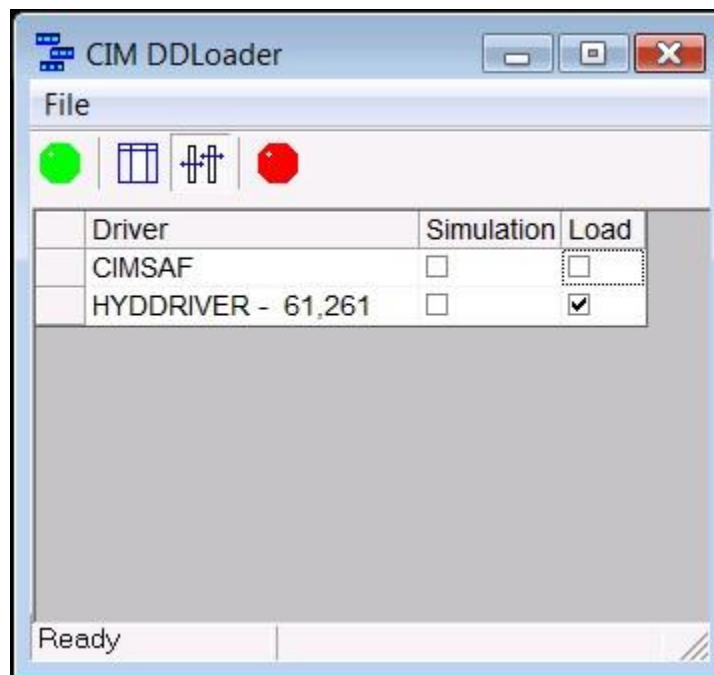 CIM DDLoader
File
Driver Simulation Load
CIMSAF
HYDDRIVER - 61,261
Ready